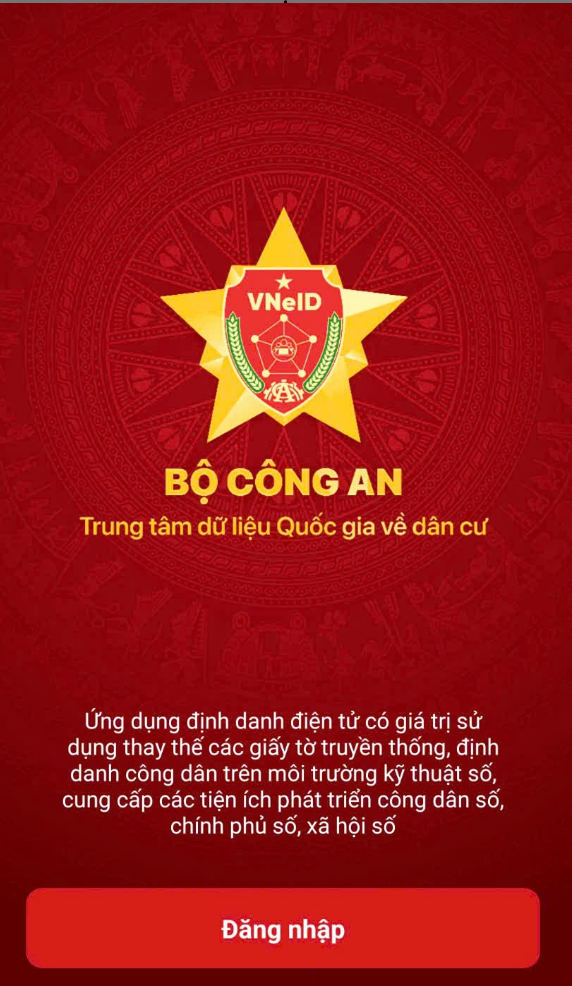 VNeID
BỘ CÔNG AN
Trung tâm dữ liệu Quốc gia về dân cư
Ứng dụng định danh điện tử có giá trị sử
dụng thay thế các giấy tờ truyền thống, định
danh công dân trên môi trường kỹ thuật số,
cung cấp các tiện ích phát triển công dân số,
chính phủ số, xã hội số
Đăng nhập